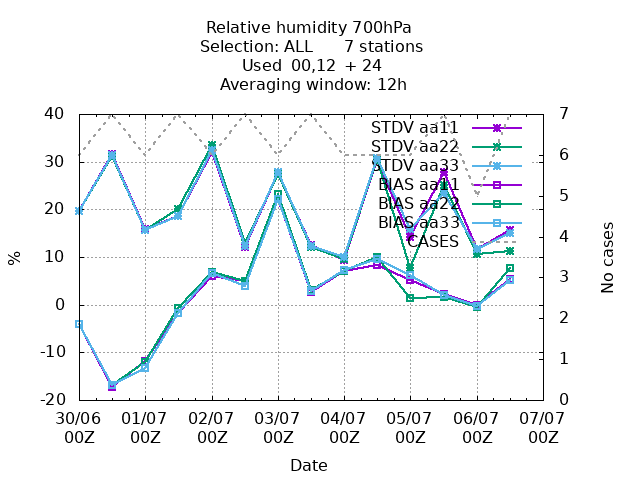 Relative humidity 700hPa
Selection: ALL 7 stations
Used 00,12 + 24
Averaging window: 12h
40
30
20
10
0
-10
-20
%
7
6
5
4
3
2
1
0
No cases
STDV aa11
STDV aa22
STDV aa33
BIAS aa11
BIAS aa22
BIAS aa33
CASES
30/06 01/07 02/07 03/07 04/07 05/07 06/07 07/07
00Z 00Z 00Z 00Z 00Z 00Z 00Z 00Z
Date